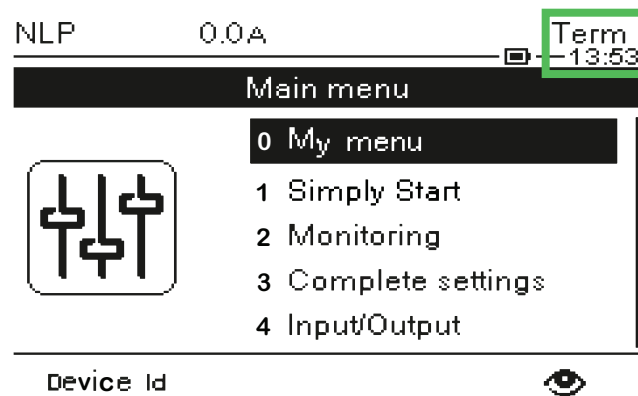 NLP 0.0A Term
13:53
Main menu
0 My menu
1 Simply Start
2 Monitoring
3 Complete settings
4 Input/Output
Device Id